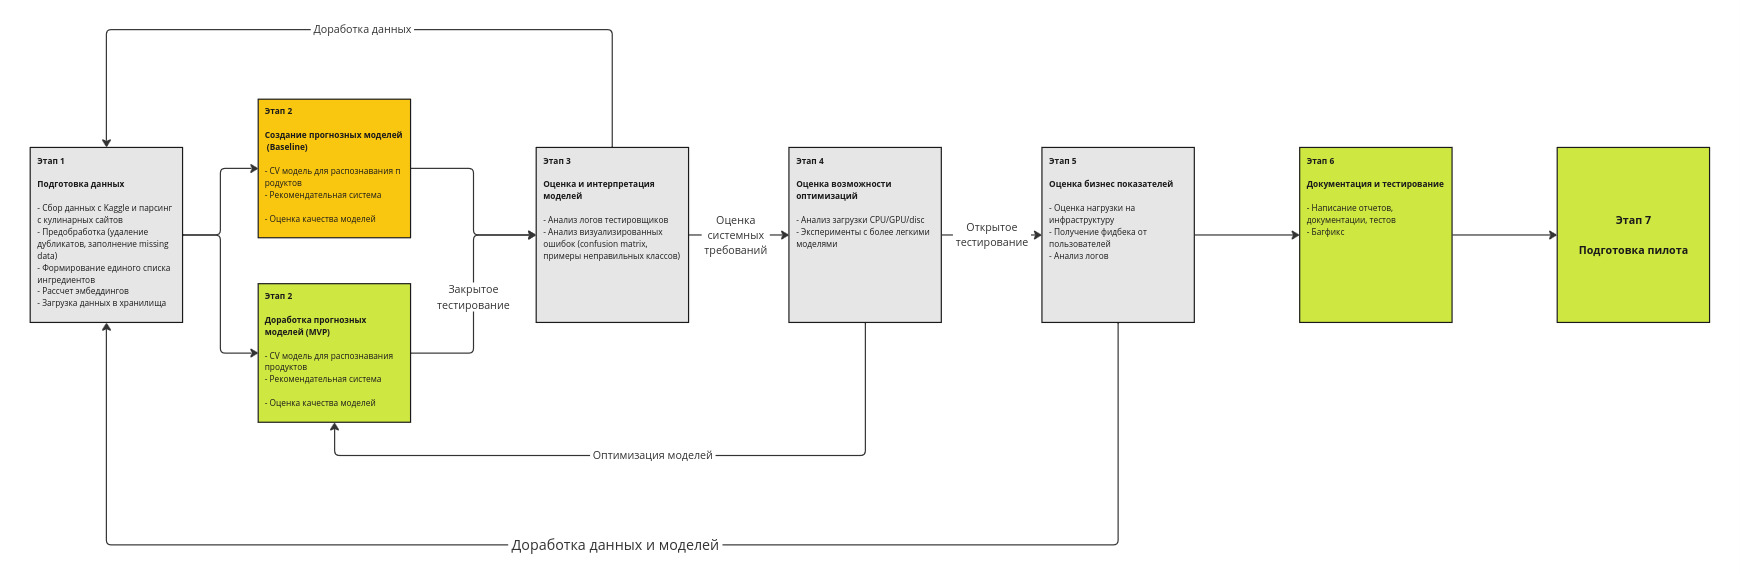 Доработка данных
Этап 1
Подготовка данных
- Сбор данных с Kaggle и парсинг
с кулинарных сайтов
- Предобработка (удаление
дубликатов, заполнение missing
data)
- Формирование единого списка
ингредиентов
- Рассчет эмбеддингов
- Загрузка данных в хранилища
Этап 2
Создание прогнозных моделей
(Baseline)
- CV модель для распознавания п
родуктов
- Рекомендательная система
- Оценка качества моделей
Этап 2
Доработка прогнозных
моделей (MVP)
- CV модель для распознавания
продуктов
- Рекомендательная система
- Оценка качества моделей
Закрытое
тестирование
Этап 3
Оценка и интерпретация
моделей
- Анализ логов тестировщиков
- Анализ визуализированных
ошибок (confusion matrix,
примеры неправильных классов)
Оценка
системных
требований
Этап 4
Оценка возможности
оптимизаций
- Анализ загрузки CPU/GPU/disc
- Эксперименты с более легкими
моделями
Открытое
тестирование
Этап 5
Оценка бизнес показателей
- Оценка нагрузки на
инфраструктуру
- Получение фидбека от
пользователей
- Анализ логов
Этап 6
Документация и тестирование
- Написание отчетов,
документации, тестов
- Багфикс
Этап 7
Подготовка пилота
Оптимизация моделей
Доработка данных и моделей